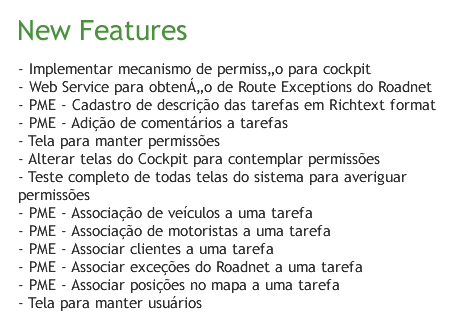 New Features
- Implementar mecanismo de permiss„o para cockpit
- Web Service para obtenÁ„o de Route Exceptions do Roadnet
- PME - Cadastro de descrição das tarefas em Richtext format
- PME - Adição de comentários a tarefas
- Tela para manter permissões
- Alterar telas do Cockpit para contemplar permissões
- Teste completo de todas telas do sistema para averiguar
permissões
- PME - Associação de veículos a uma tarefa
- PME - Associação de motoristas a uma tarefa
- PME - Associar clientes a uma tarefa
- PME - Associar exceções do Roadnet a uma tarefa
- PME - Associar posições no mapa a uma tarefa
- Tela para manter usuários